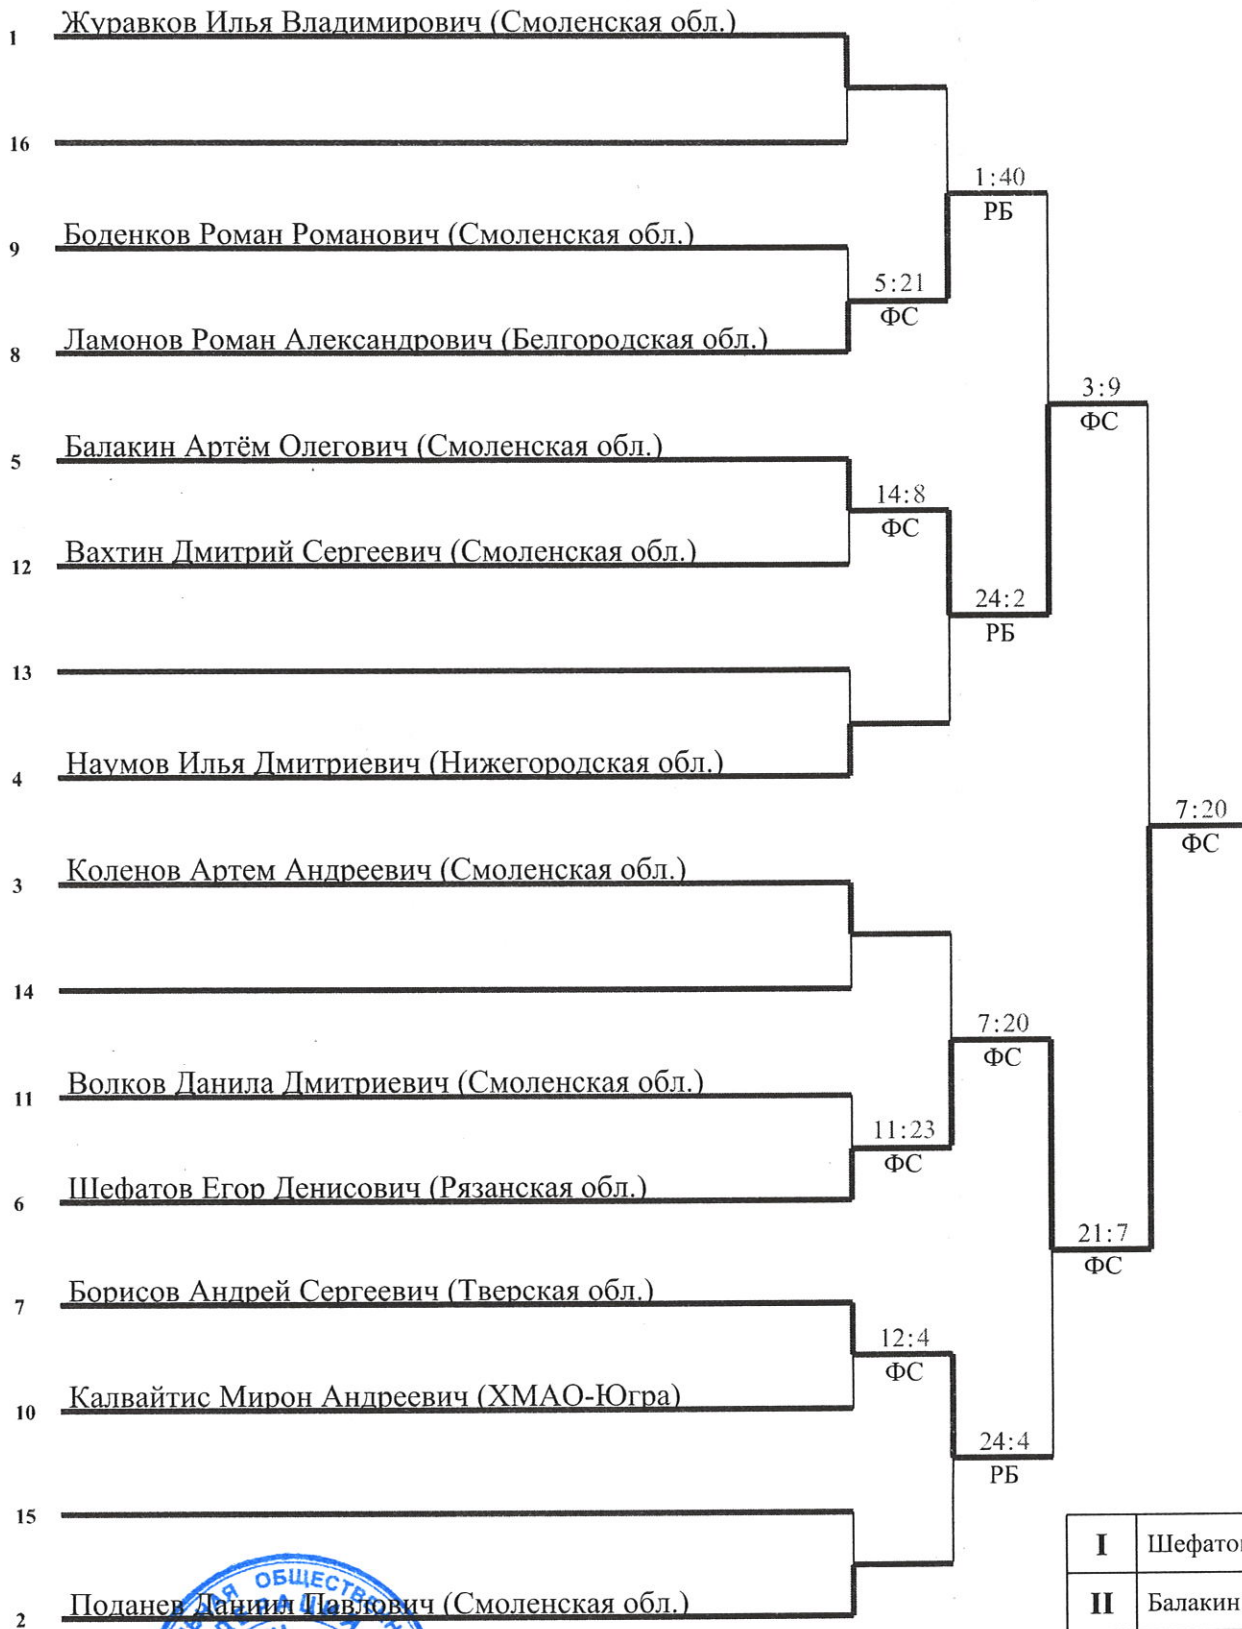 1 Журавков Илья Владимирович (Смоленская обл.)
16
1:40
РБ
9 Боденков Роман Романович (Смоленская обл.)
5:21
ФС
8 Ламонов Роман Александрович (Белгородская обл.)
3:9
ФС
5 Балакин Артём Олегович (Смоленская обл.)
14:8
ФС
12 Вахтин Дмитрий Сергеевич (Смоленская обл.)
24:2
РБ
13
4 Наумов Илья Дмитриевич (Нижегородская обл.)
7:20
ФС
3 Коленов Артем Андреевич (Смоленская обл.)
14
7:20
ФС
11 Волков Данила Дмитриевич (Смоленская обл.)
11:23
ФС
6 Шефатов Егор Денисович (Рязанская обл.)
21:7
ФС
7 Борисов Андрей Сергеевич (Тверская обл.)
12:4
ФС
10 Калвайтис Мирон Андреевич (ХМАО-Югра)
24:4
РБ
15
I Шефатов
2 Поданев Даниил Павлович (Смоленская обл.)
II Балакин